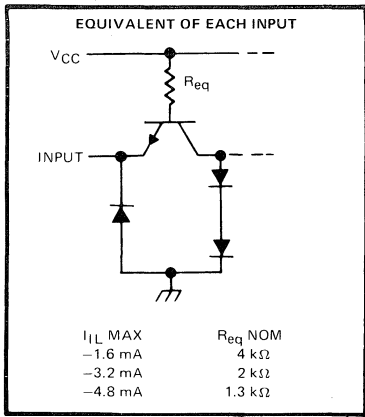 EQUIVALENT OF EACH INPUT
VCC
Req
INPUT
IIL MAX Req NOM
−1.6 mA 4 kΩ
−3.2 mA 2 kΩ
−4.8 mA 1.3 kΩ